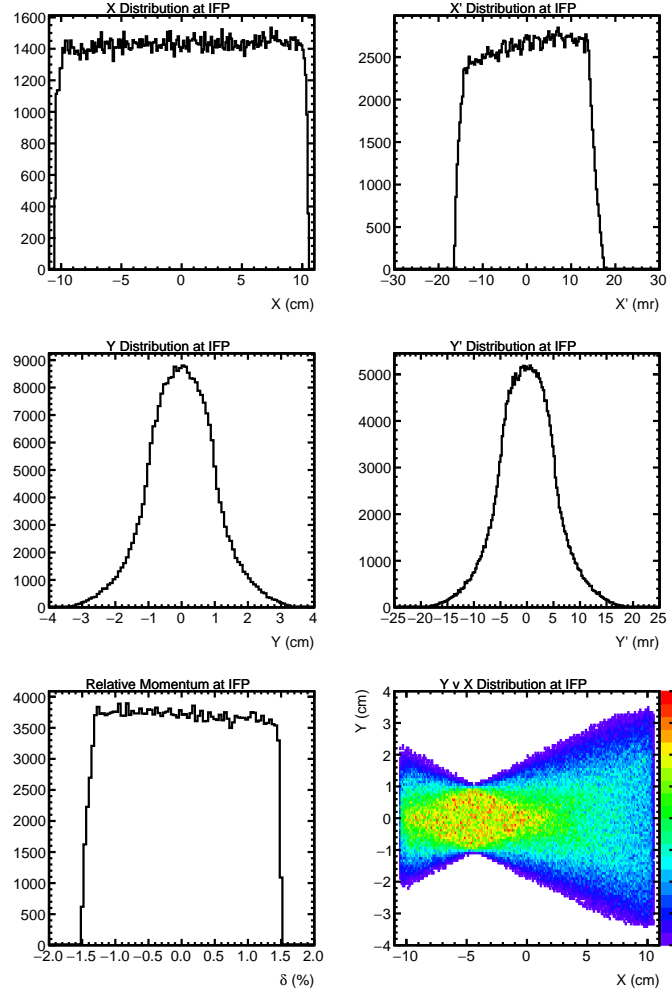 X Distribution at IFP
1600
1400
1200
1000
800
600
400
200
0
−10 −5 0 5 10
X (cm)
X' Distribution at IFP
2500
2000
1500
1000
500
0
−30 −20 −10 0 10 20 30
X' (mr)
Y Distribution at IFP
9000
8000
7000
6000
5000
4000
3000
2000
1000
0
−4 −3 −2 −1 0 1 2 3 4
Y (cm)
Y' Distribution at IFP
5000
4000
3000
2000
1000
0
−25 −20 −15 −10 −5 0 5 10 15 20 25
Y' (mr)
Relative Momentum at IFP
4000
3500
3000
2500
2000
1500
1000
500
0
−2.0 −1.5 −1.0 −0.5 0.0 0.5 1.0 1.5 2.0
δ (%)
Y v X Distribution at IFP
Y (cm)
4
3
2
1
0
−1
−2
−3
−4
−10 −5 0 5 10
X (cm)